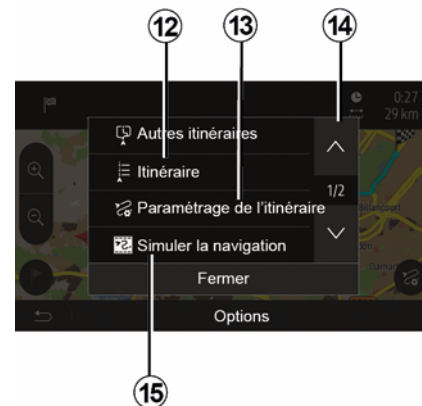 12 13 14
0:27
29 km
Autres itinéraires
Itinéraire
1/2
Paramétrage de l'itinéraire
Simuler la navigation
Fermer
Options
15